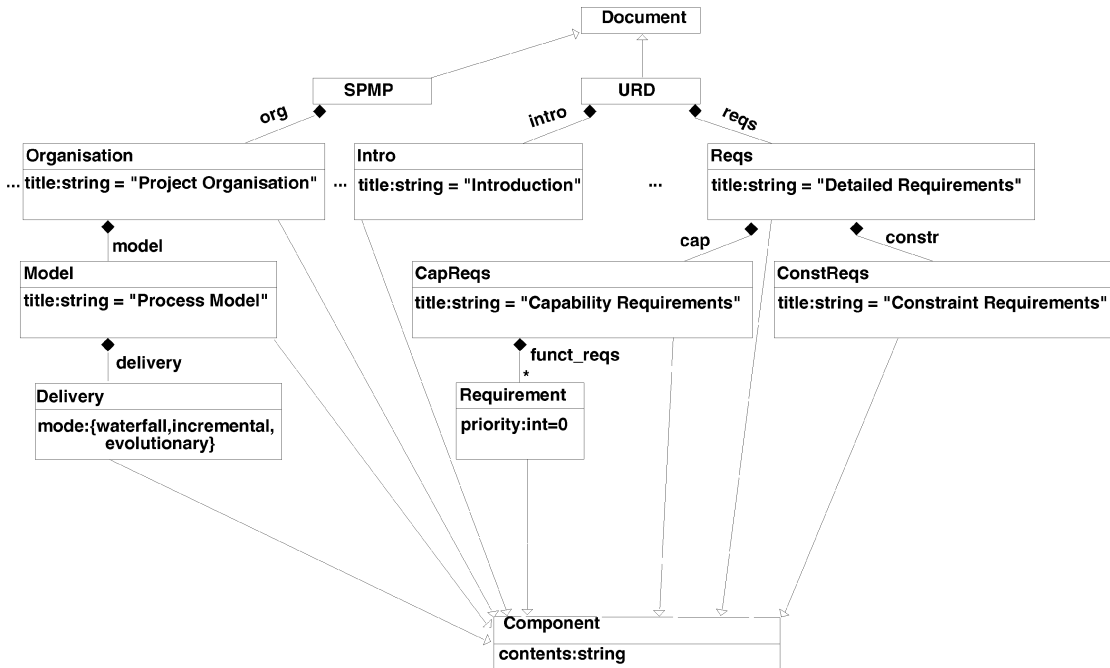 Document
SPMP
URD
org
intro
reqs
Organisation
title:string = "Project Organisation"
Intro
title:string = "Introduction"
Reqs
title:string = "Detailed Requirements"
...
...
...
model
cap
constr
Model
title:string = "Process Model"
CapReqs
title:string = "Capability Requirements"
ConstReqs
title:string = "Constraint Requirements"
delivery
funct_reqs
*
Delivery
mode:{waterfall,incremental,
evolutionary}
Requirement
priority:int=0
Component
contents:string